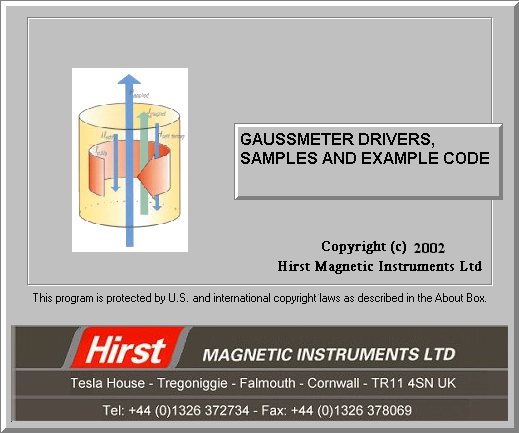 GAUSSMETER DRIVERS,
SAMPLES AND EXAMPLE CODE
Copyright (c) 2002
Hirst Magnetic Instruments Ltd
This program is protected by U.S. and international copyright laws as described in the About Box.
Hirst MAGNETIC INSTRUMENTS LTD
Tesla House - Tregoniggie - Falmouth - Cornwall - TR11 4SN UK
Tel: +44 (0)1326 372734 - Fax: +44 (0)1326 378069